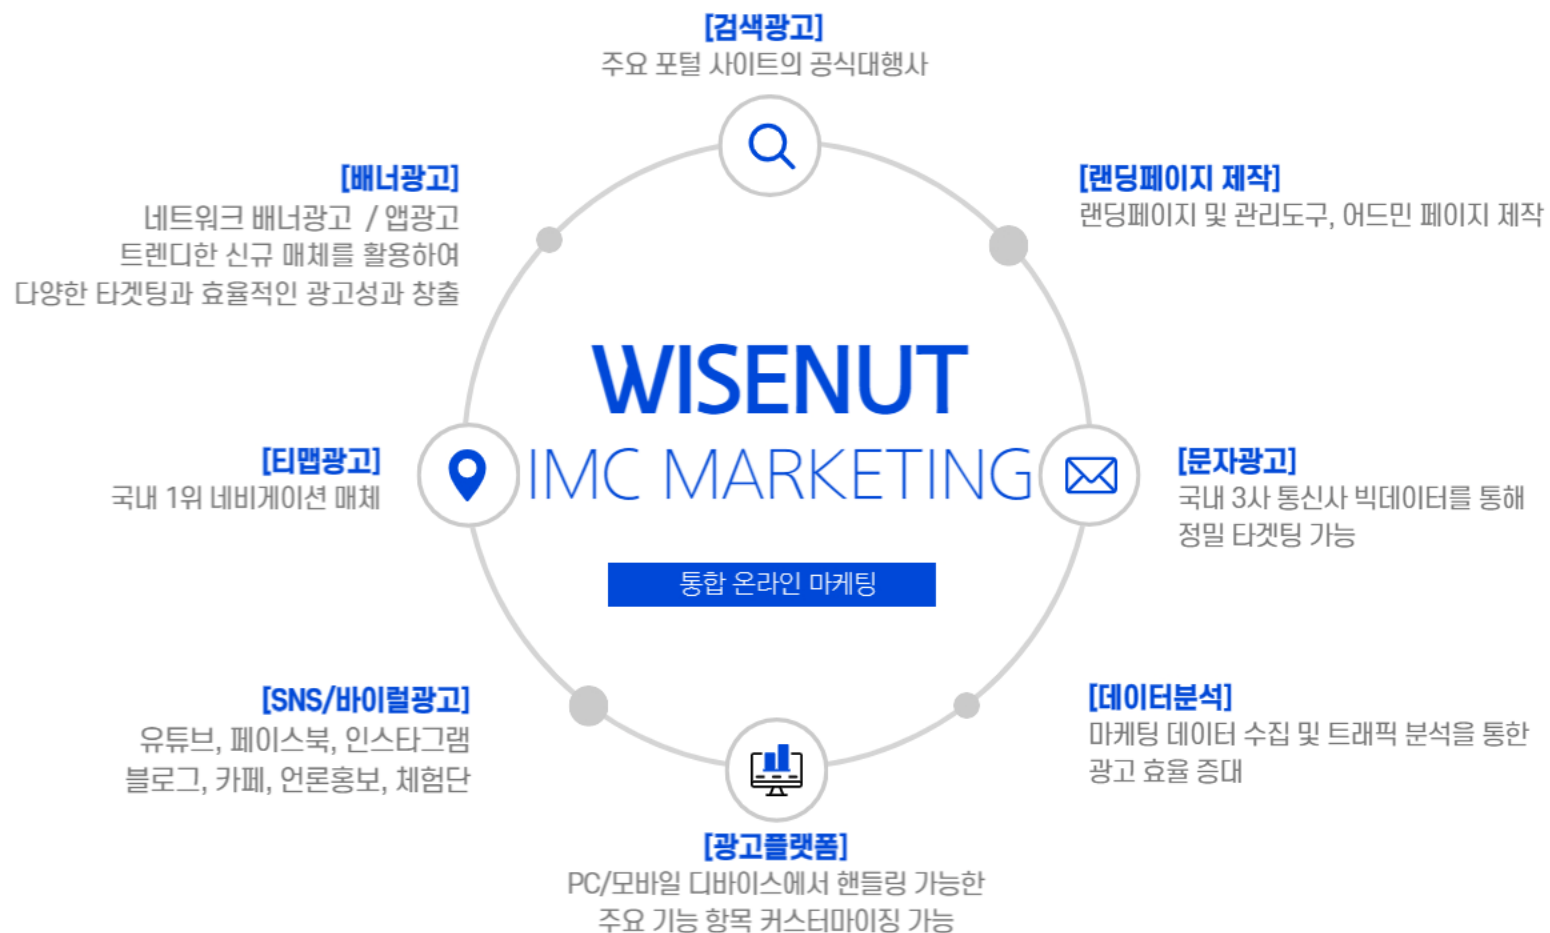 [검색광고]
주요 포털 사이트의 공식대행사
[배너광고]
네트워크 배너광고 / 앱광고
트렌디한 신규 매체를 활용하여
다양한 타겟팅과 효율적인 광고성과 창출
[랜딩페이지 제작]
랜딩페이지 및 관리도구, 어드민 페이지 제작
WISENUT
IMC MARKETING
통합 온라인 마케팅
[티맵광고]
국내 1위 네비게이션 매체
[문자광고]
국내 3사 통신사 빅데이터를 통해
정밀 타겟팅 가능
[SNS/바이럴광고]
유튜브, 페이스북, 인스타그램
블로그, 카페, 언론홍보, 체험단
[데이터분석]
마케팅 데이터 수집 및 트래픽 분석을 통한
광고 효율 증대
[광고플랫폼]
PC/모바일 디바이스에서 핸들링 가능한
주요 기능 항목 커스터마이징 가능